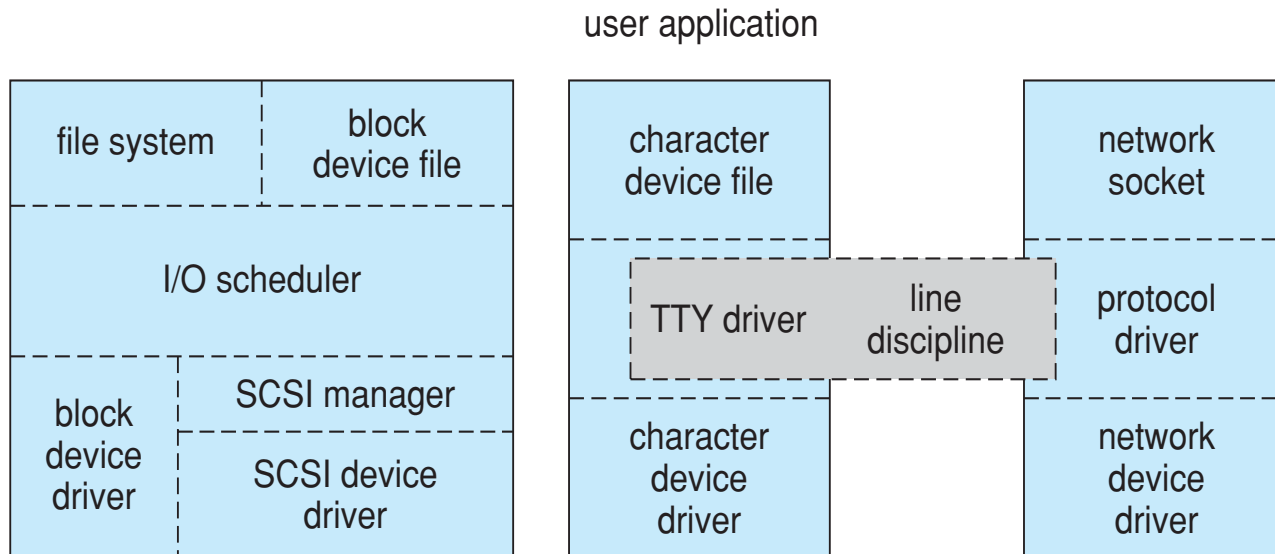 user application
file system
block
device file
I/O scheduler
block
device
driver
SCSI manager
SCSI device
driver
character
device file
TTY driver
line
discipline
character
device
driver
network
socket
protocol
driver
network
device
driver